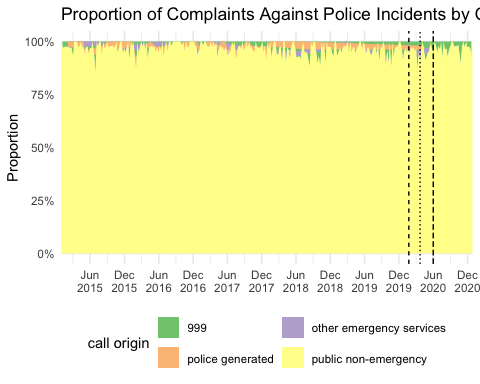 Proportion of Complaints Against Police Incidents by
100%
75%
50%
25%
0%
Proportion
Jun Dec Jun Dec Jun Dec Jun Dec Jun Dec Jun Dec
2015 2015 2016 2016 2017 2017 2018 2018 2019 2019 2020 2020
call origin
999
other emergency services
police generated
public non-emergency